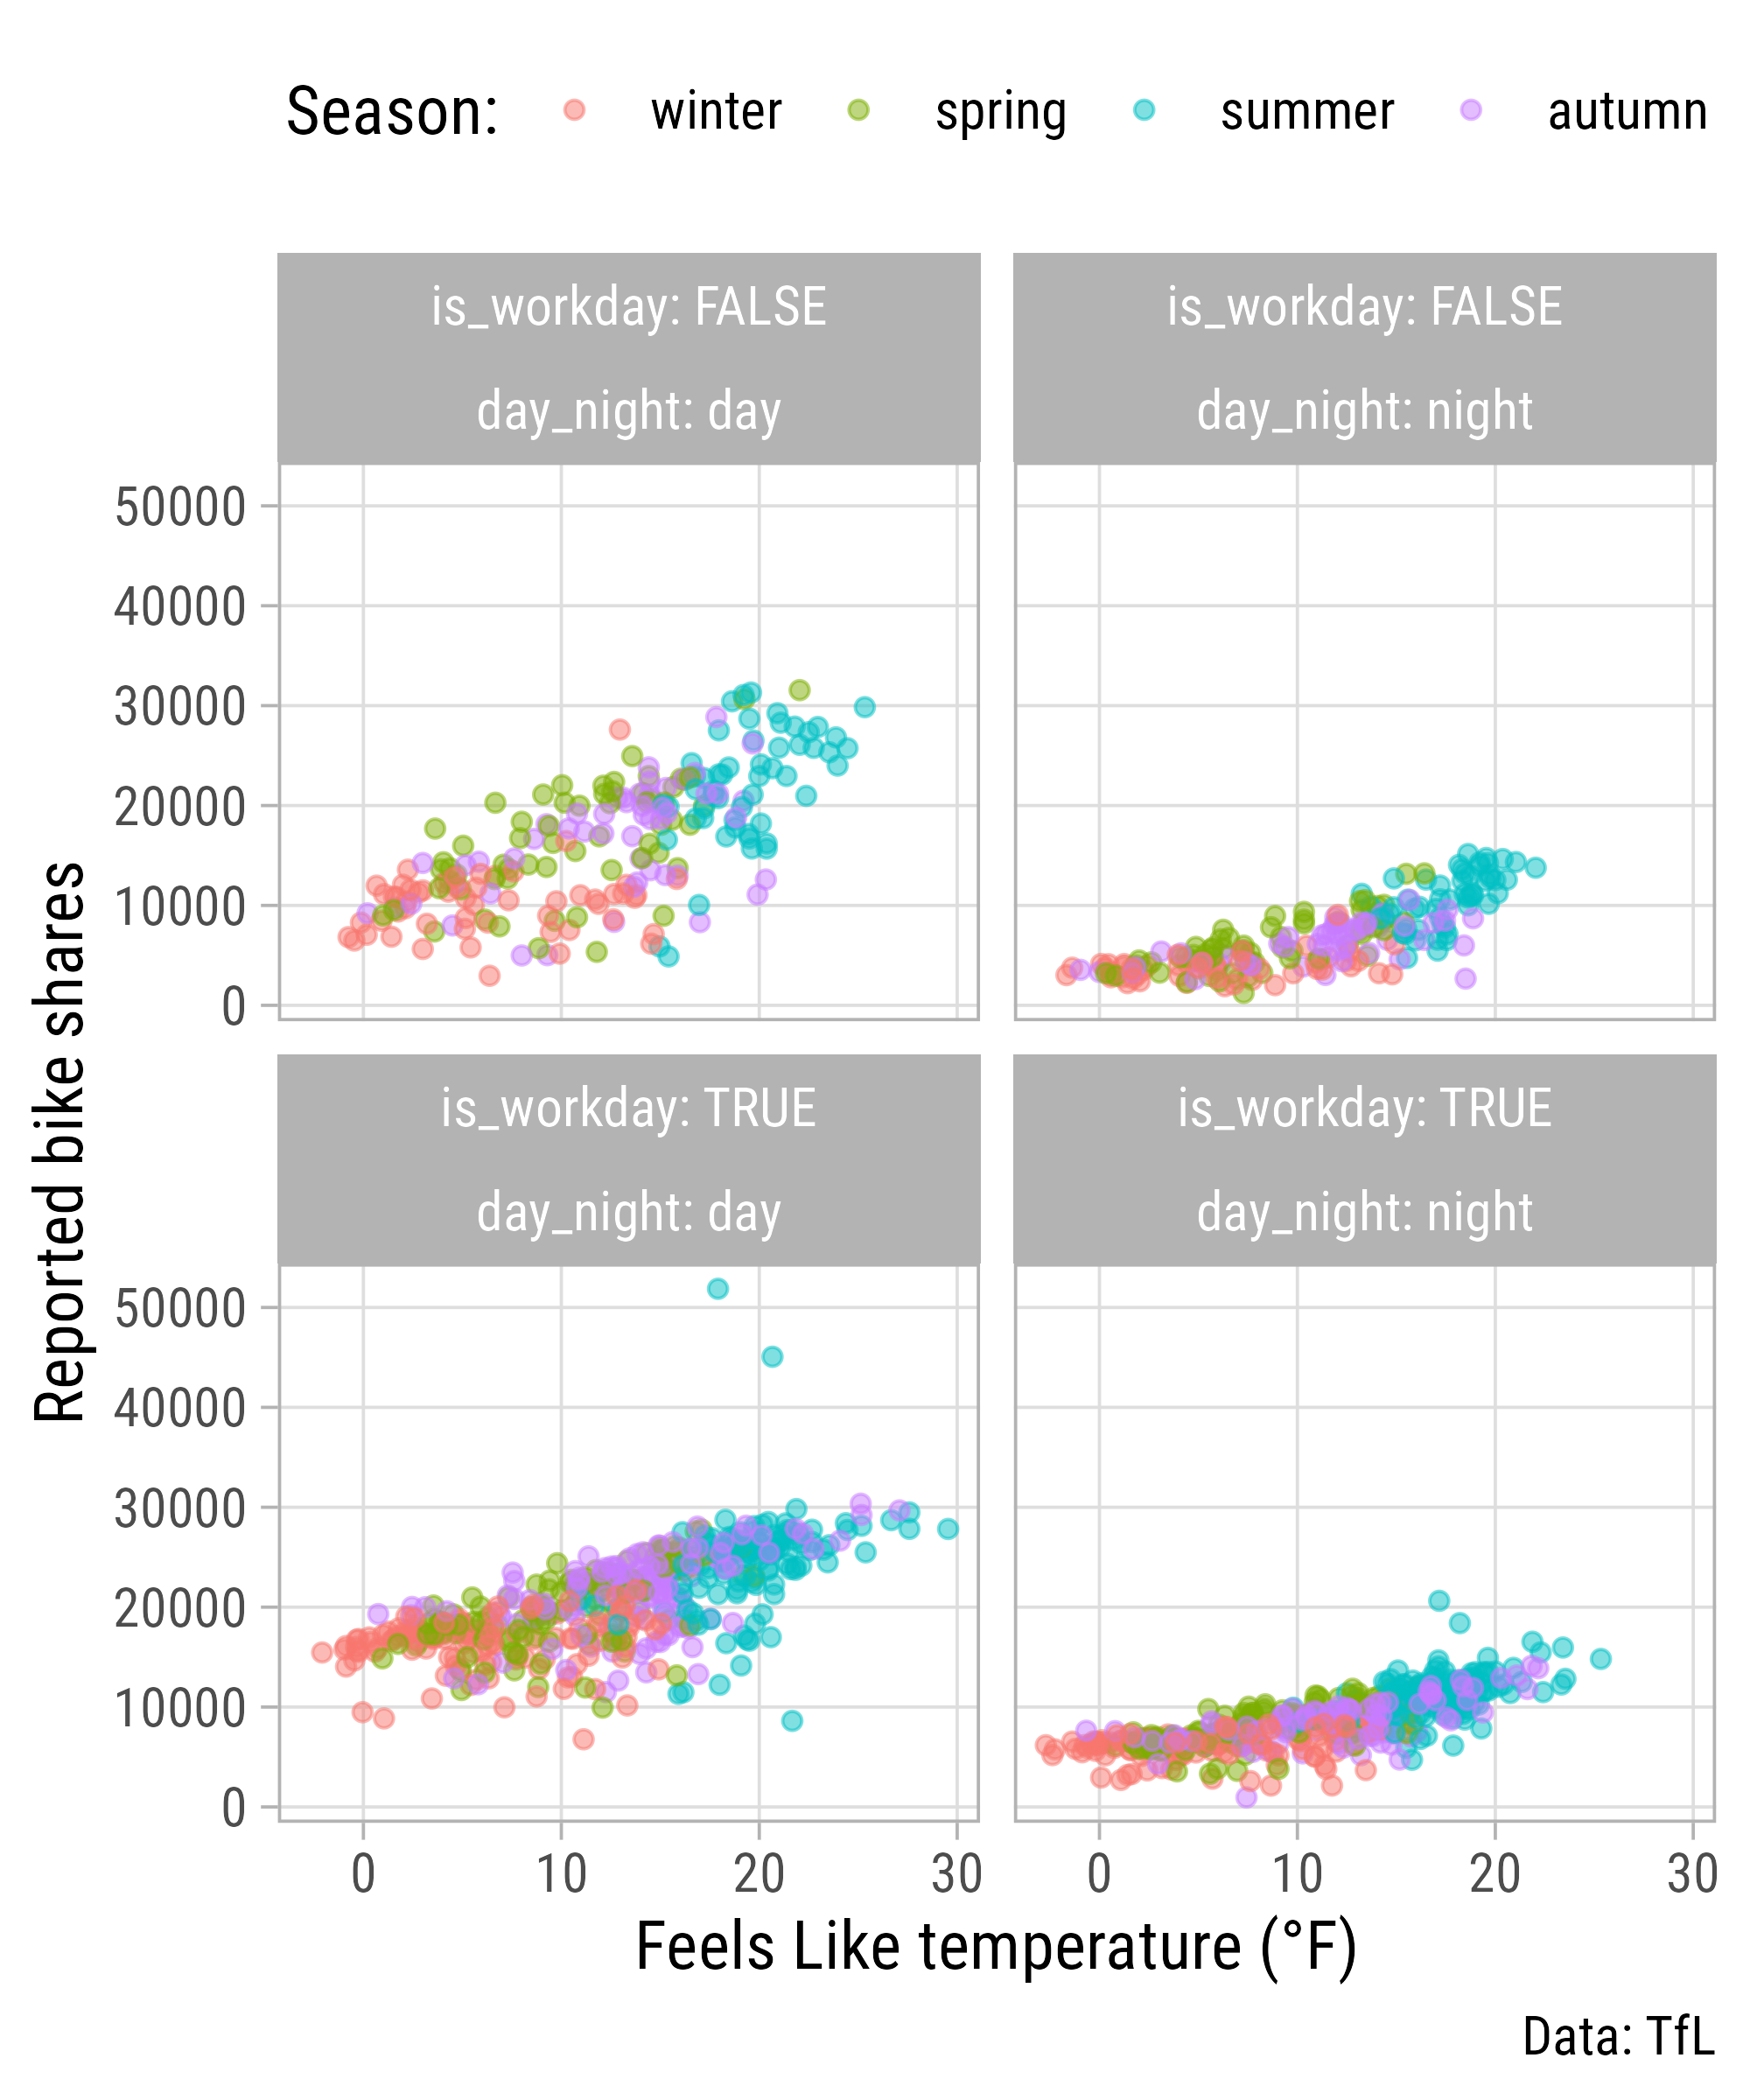 Season: winter spring summer autumn
is_workday: FALSE
day_night: day
is_workday: FALSE
day_night: night
50000
40000
30000
20000
10000
0
is_workday: TRUE
day_night: day
is_workday: TRUE
day_night: night
50000
40000
30000
20000
10000
0
Reported bike shares
0 10 20 30 0 10 20 30
Feels Like temperature (°F)
Data: TfL